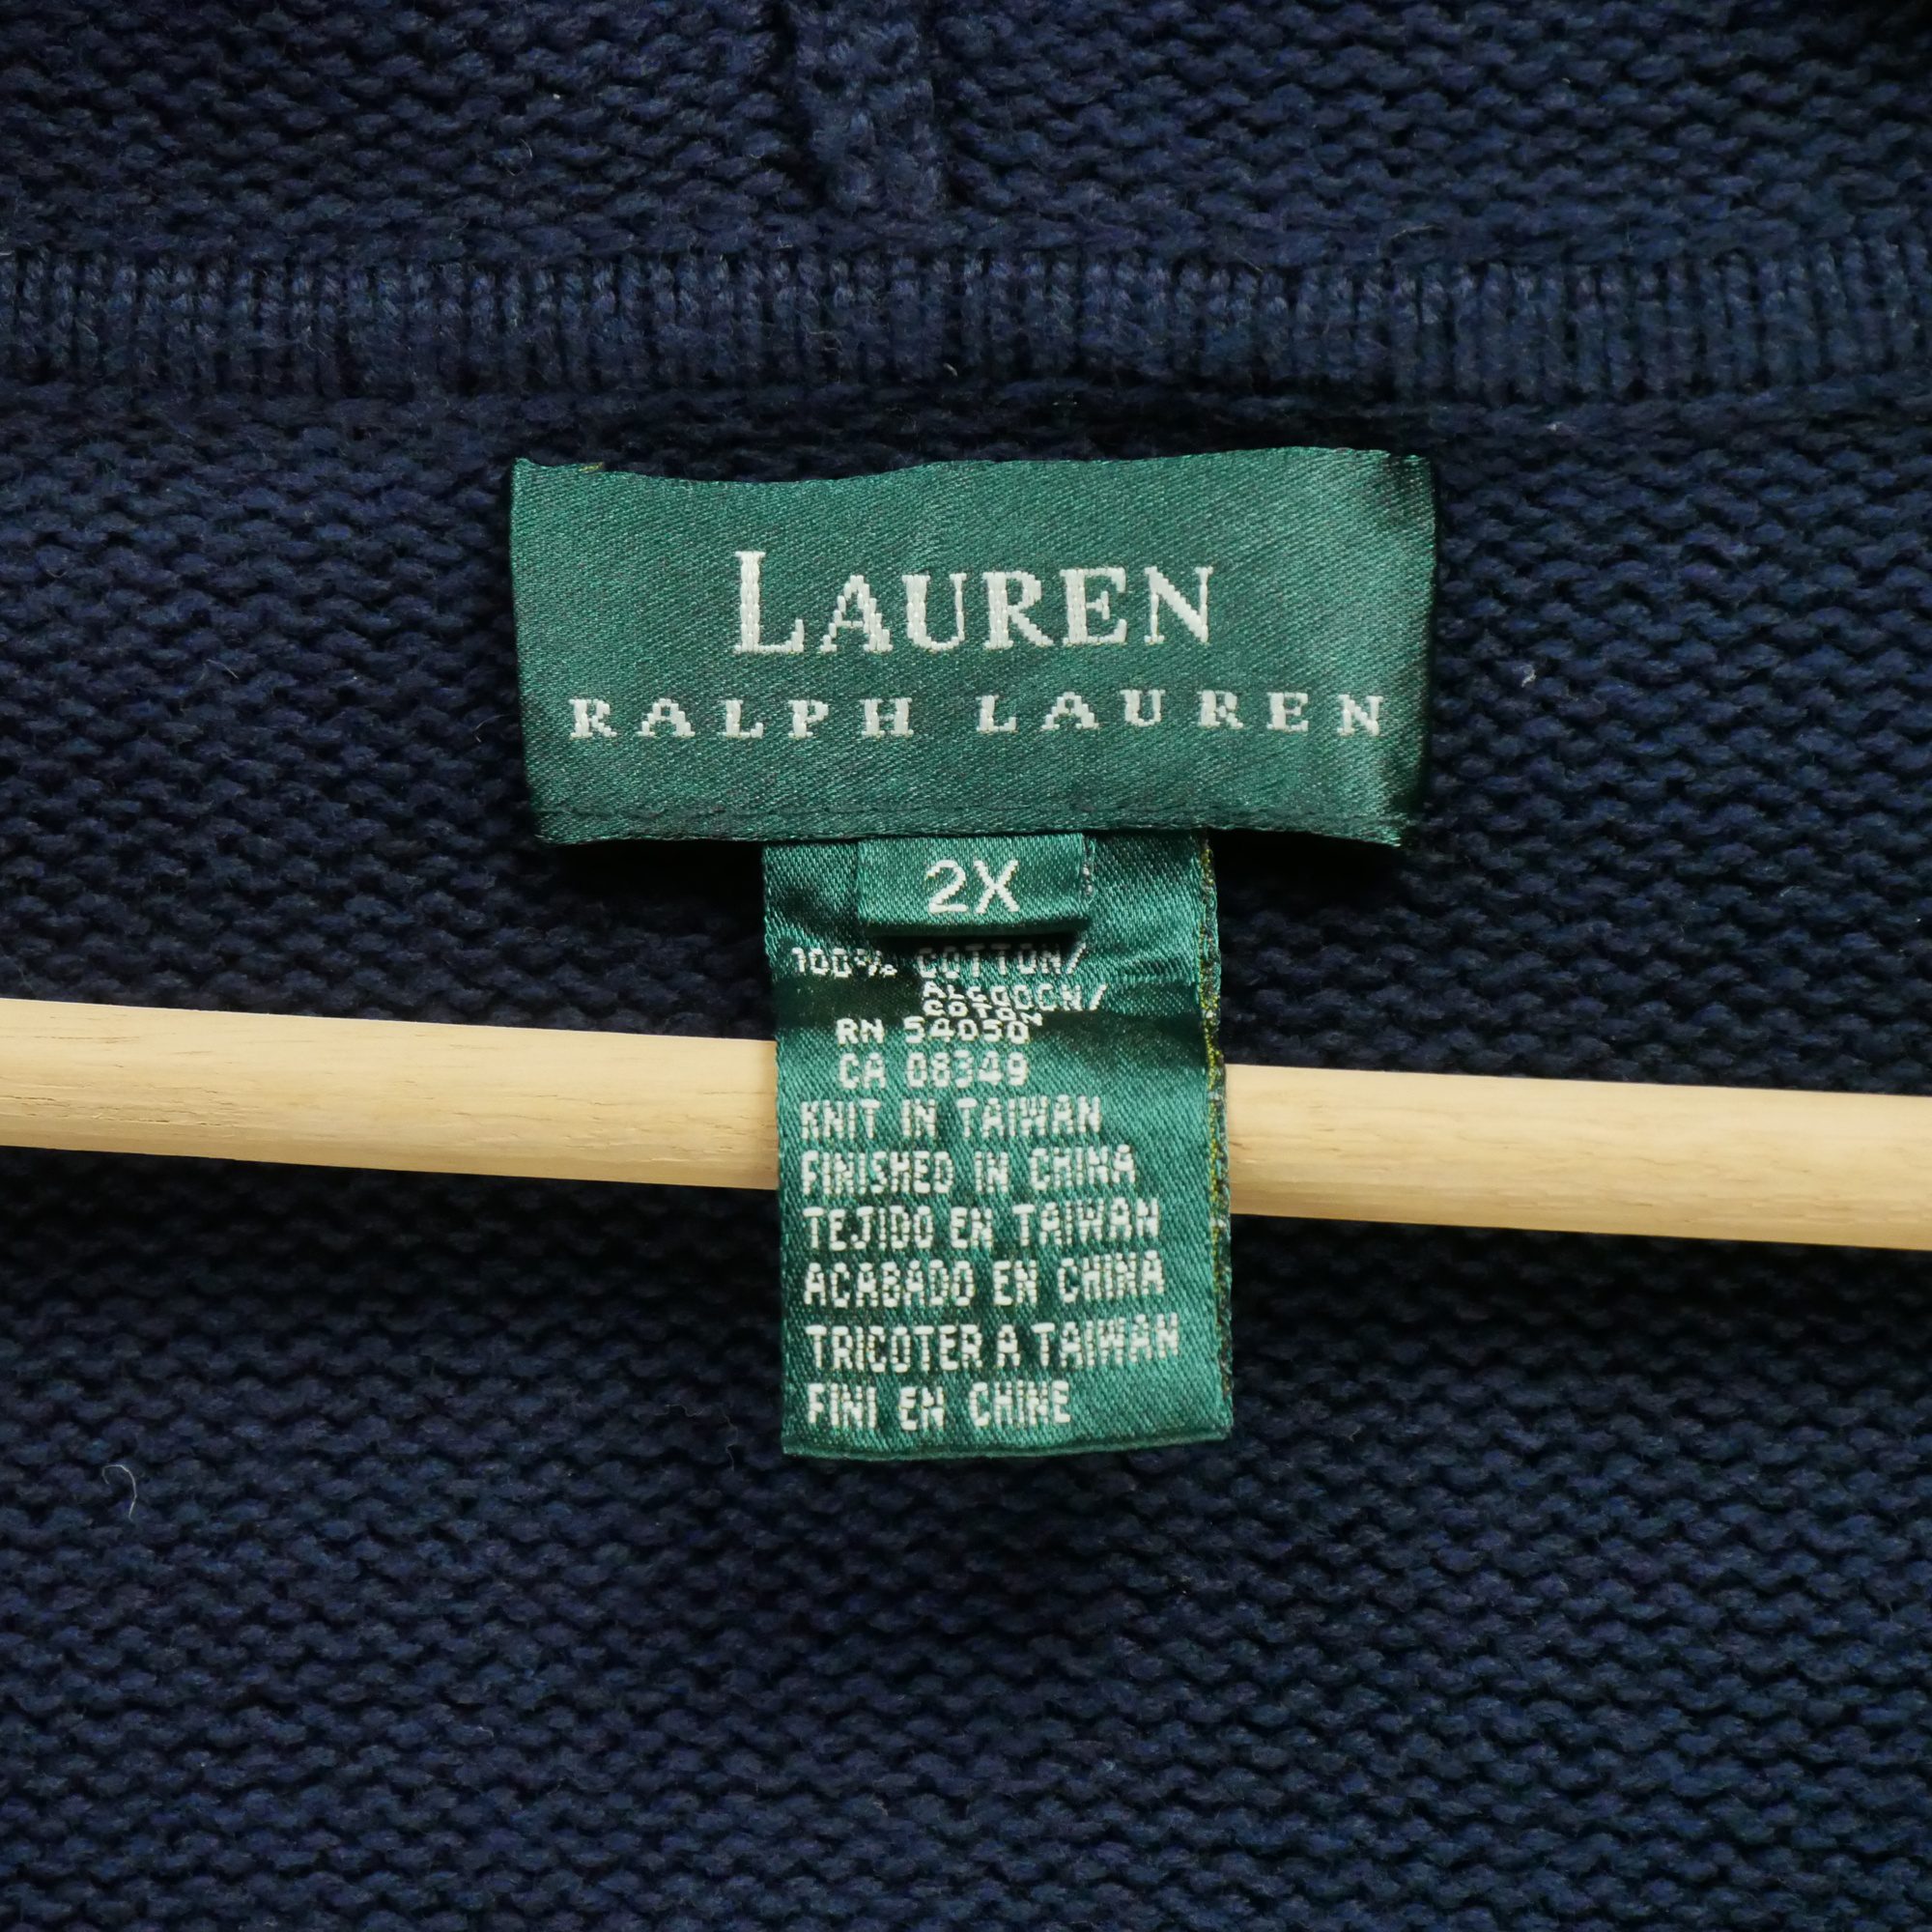 LAUREN
RALPH LAUREN
2X
100% COTTON/
ALGODON/
COTON
RN 54050
CA 08349
KNIT IN TAIWAN
FINISHED IN CHINA
TEJIDO EN TAIWAN
ACABADO EN CHINA
TRICOTER A TAIWAN
FINI EN CHINE